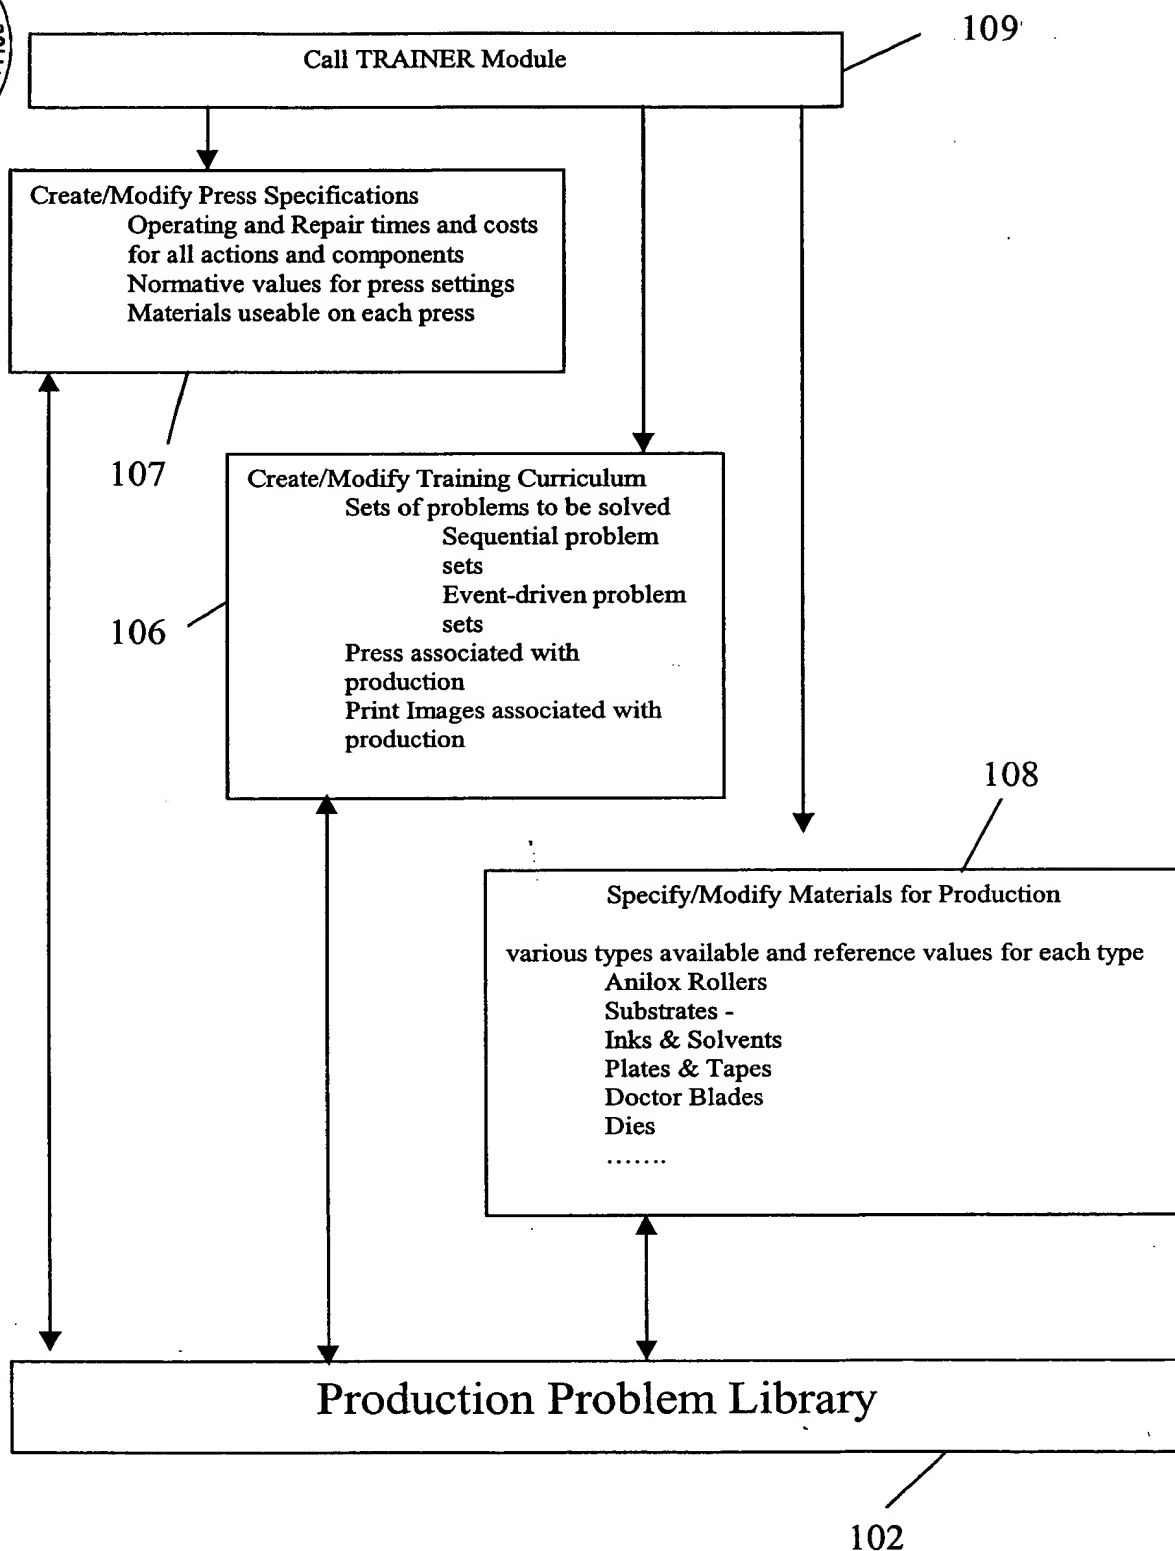 109
Call TRAINER Module
Create/Modify Press Specifications
Operating and Repair times and costs
for all actions and components
Normative values for press settings
Materials useable on each press
107
Create/Modify Training Curriculum
Sets of problems to be solved
Sequential problem
sets
Event-driven problem
sets
Press associated with
production
Print Images associated with
production
106
108
Specify/Modify Materials for Production
various types available and reference values for each type
Anilox Rollers
Substrates -
Inks & Solvents
Plates & Tapes
Doctor Blades
Dies
.......
Production Problem Library
102